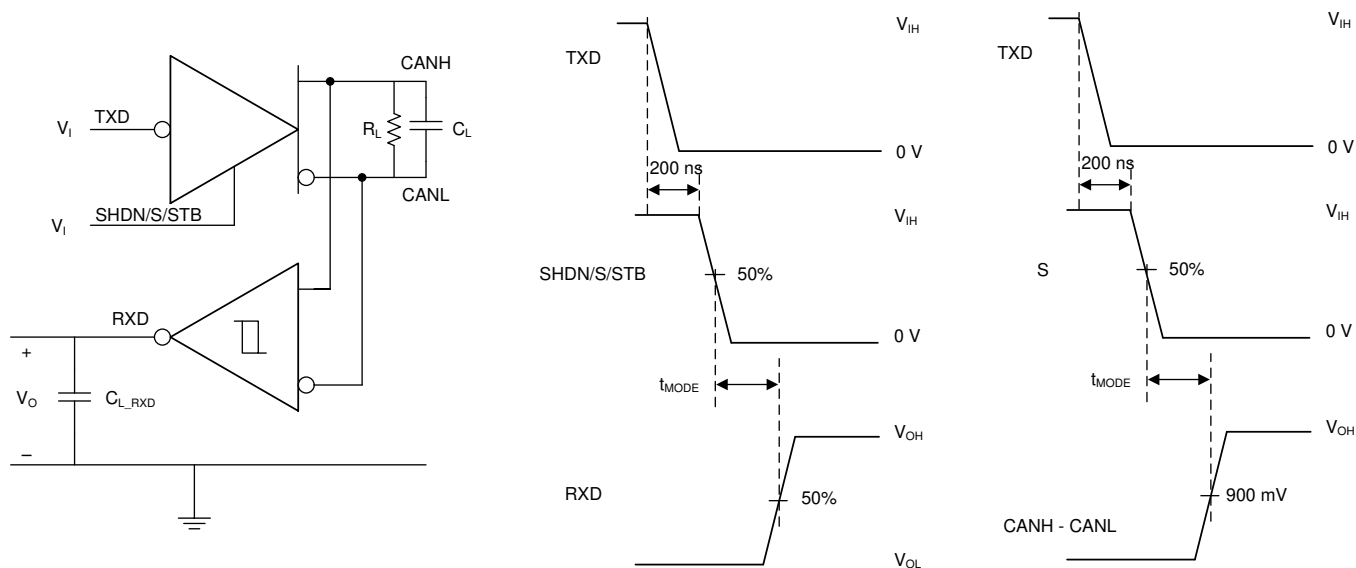 TXD
V_I
SHDN/S/STB
V_I
CANH
R_L
C_L
CANL
RXD
+
V_O
C_L_RXD
–
TXD
V_IH
0 V
200 ns
SHDN/S/STB
V_IH
50%
0 V
t_MODE
RXD
V_OH
50%
V_OL
TXD
V_IH
0 V
200 ns
S
V_IH
50%
0 V
t_MODE
V_OH
900 mV
CANH - CANL